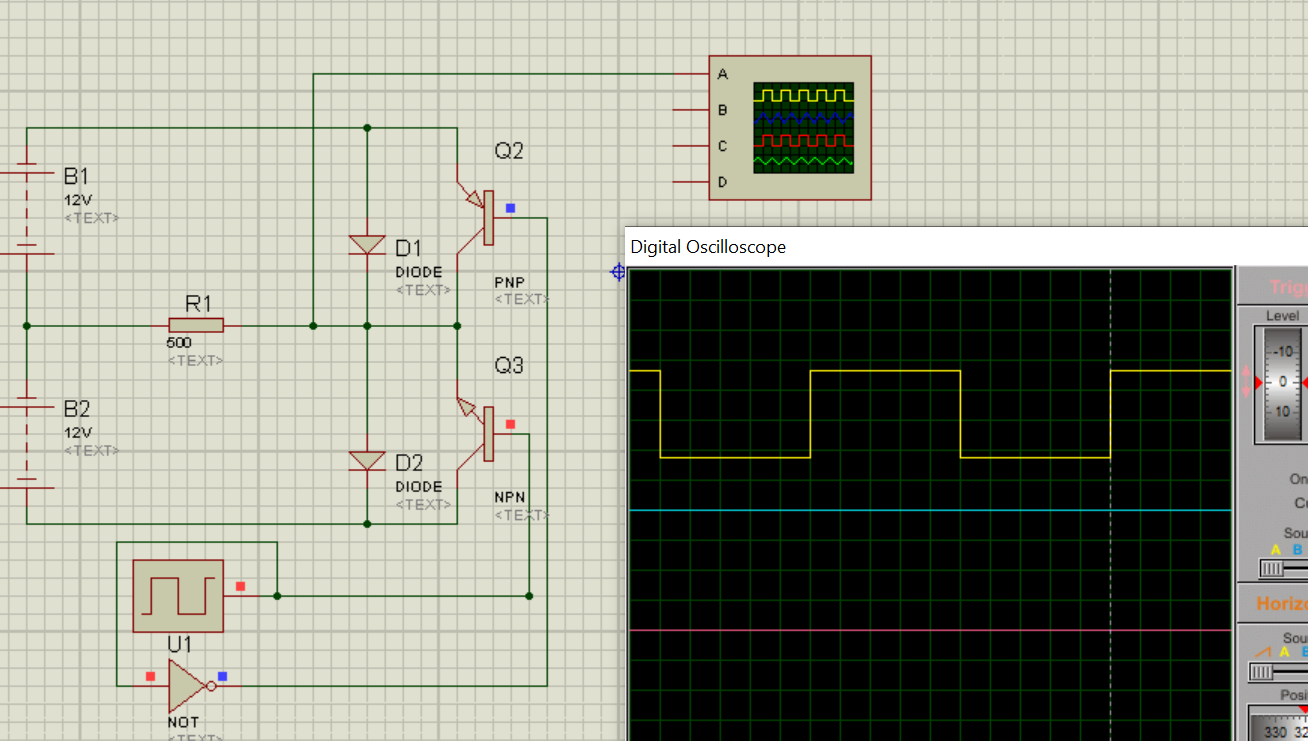 A
B
C
D
Q2
B1
12V
<TEXT>
D1
DIODE
<TEXT>
PNP
<TEXT>
R1
500
<TEXT>
Q3
B2
12V
<TEXT>
D2
DIODE
<TEXT>
NPN
<TEXT>
U1
NOT
<TEXT>
Digital Oscilloscope
Trigg
Level
-10
0
10
On
Co
Sou
A B
Horizo
Sou
A B
Posi
330 32